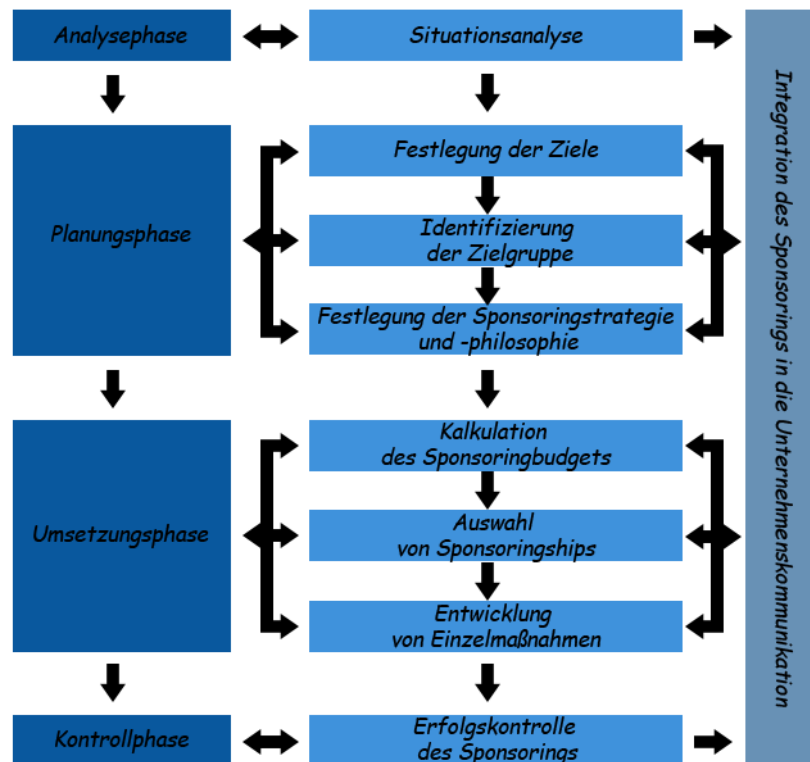 Analysephase
Situationsanalyse
Planungsphase
Festlegung der Ziele
Identifizierung
der Zielgruppe
Festlegung der Sponsoringstrategie
und -philosophie
Umsetzungsphase
Kalkulation
des Sponsoringbudgets
Auswahl
von Sponsoringships
Entwicklung
von Einzelmaßnahmen
Kontrollphase
Erfolgskontrolle
des Sponsorings
Integration des Sponsorings in die Unternehmenskommunikation